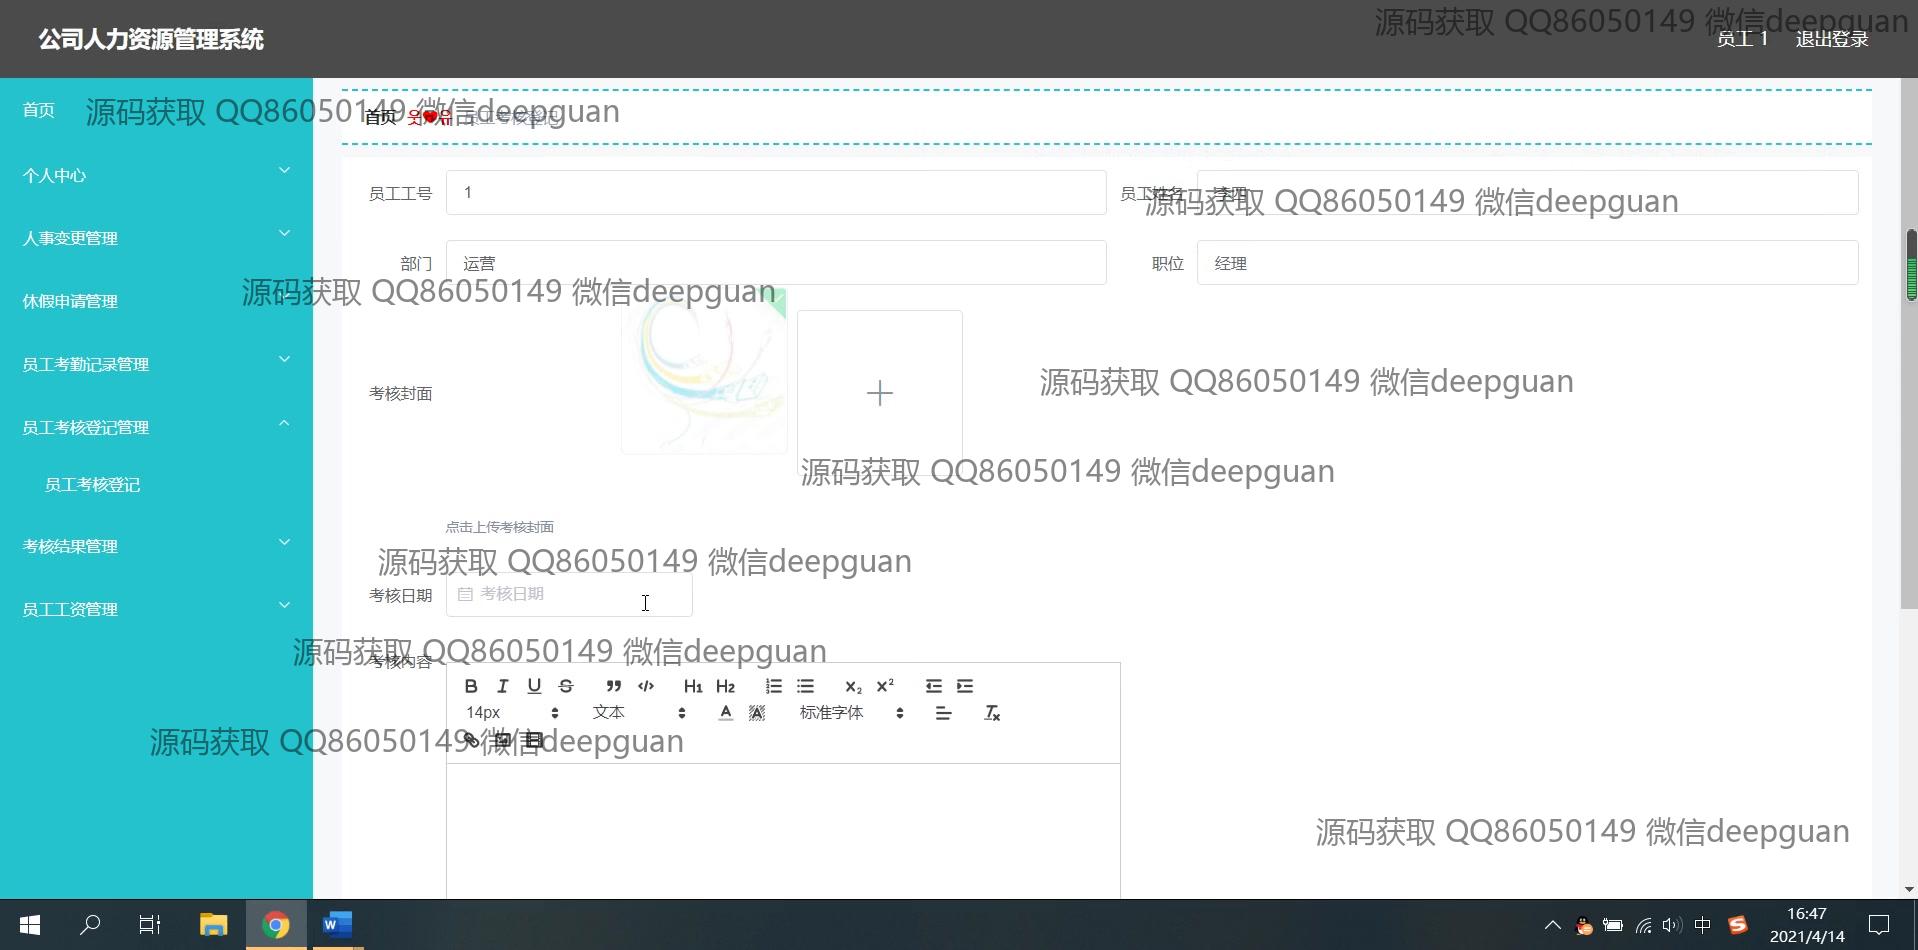 公司人力资源管理系统
源码获取 QQ86050149 微信deepguan
员工 1 退出登录
首页
源码获取 QQ86050149 微信deepguan
首页 员工考核登记
个人中心
员工工号 1
员工姓名 李四
源码获取 QQ86050149 微信deepguan
人事变更管理
部门 运营
职位 经理
休假申请管理
源码获取 QQ86050149 微信deepguan
员工考勤记录管理
考核封面
源码获取 QQ86050149 微信deepguan
员工考核登记管理
源码获取 QQ86050149 微信deepguan
员工考核登记
点击上传考核封面
考核结果管理
源码获取 QQ86050149 微信deepguan
考核日期 考核日期
员工工资管理
源码获取 QQ86050149 微信deepguan
考核内容
B I U S H1 H2 X2 X2
14px 文本 A A 标准字体 Tx
源码获取 QQ86050149 微信deepguan
源码获取 QQ86050149 微信deepguan
中
16:47
2021/4/14